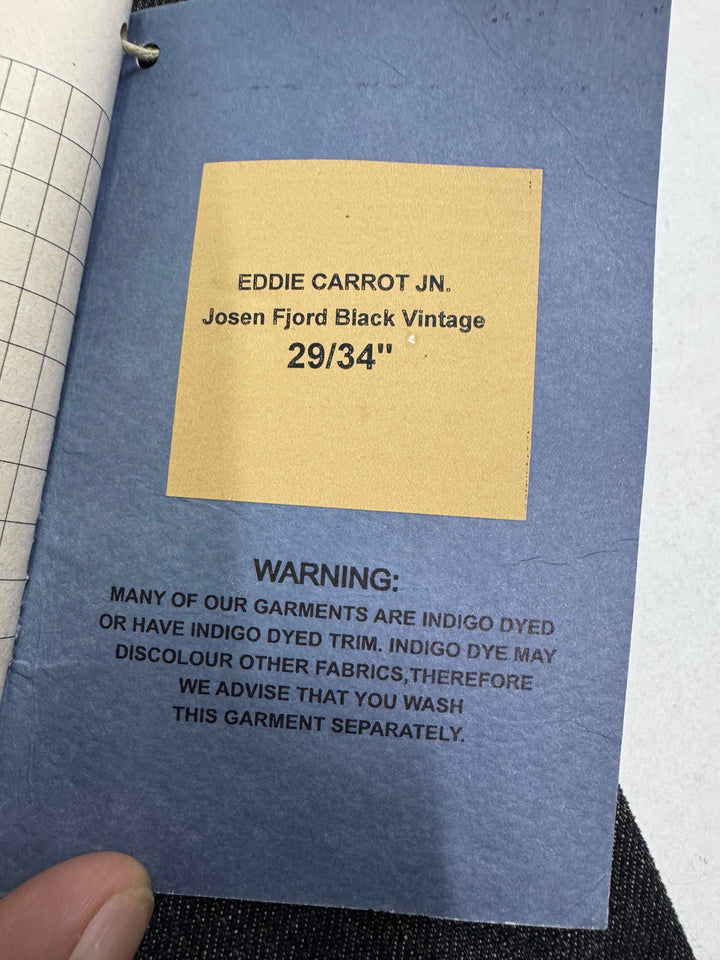 EDDIE CARROT JN.
Josen Fjord Black Vintage
29/34"
WARNING:
MANY OF OUR GARMENTS ARE INDIGO DYED
OR HAVE INDIGO DYED TRIM. INDIGO DYE MAY
DISCOLOUR OTHER FABRICS,THEREFORE
WE ADVISE THAT YOU WASH
THIS GARMENT SEPARATELY.